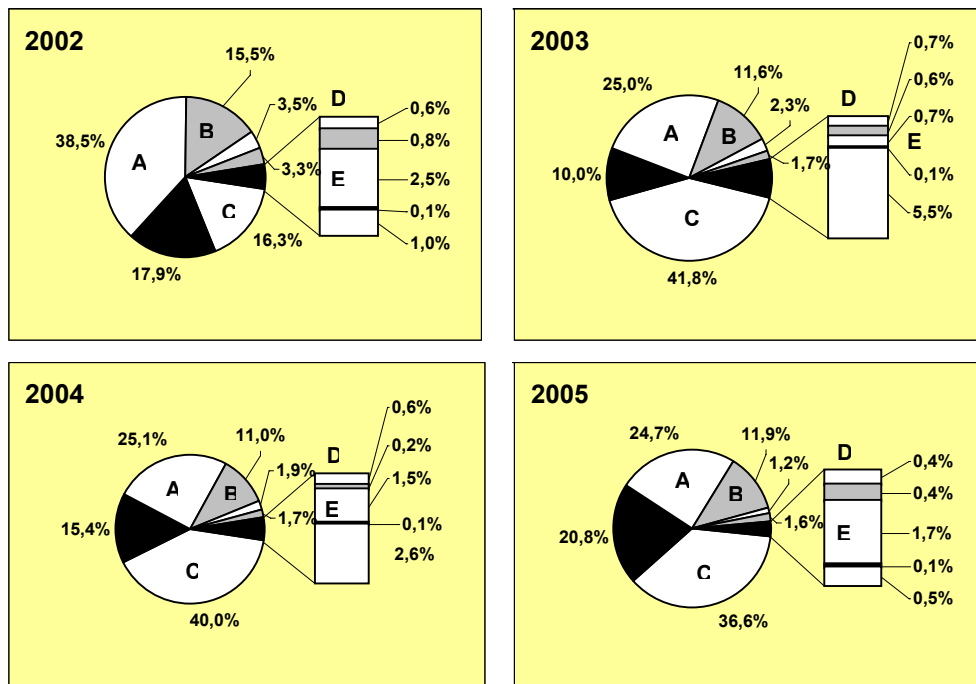 2002
15,5%
3,5%
3,3%
16,3%
17,9%
38,5%
A
B
C
D
E
0,6%
0,8%
2,5%
0,1%
1,0%
2003
11,6%
2,3%
1,7%
41,8%
10,0%
25,0%
A
B
C
D
E
0,7%
0,6%
0,7%
0,1%
5,5%
2004
11,0%
1,9%
1,7%
40,0%
15,4%
25,1%
A
B
C
D
E
0,6%
0,2%
1,5%
0,1%
2,6%
2005
11,9%
1,2%
1,6%
36,6%
20,8%
24,7%
A
B
C
D
E
0,4%
0,4%
1,7%
0,1%
0,5%